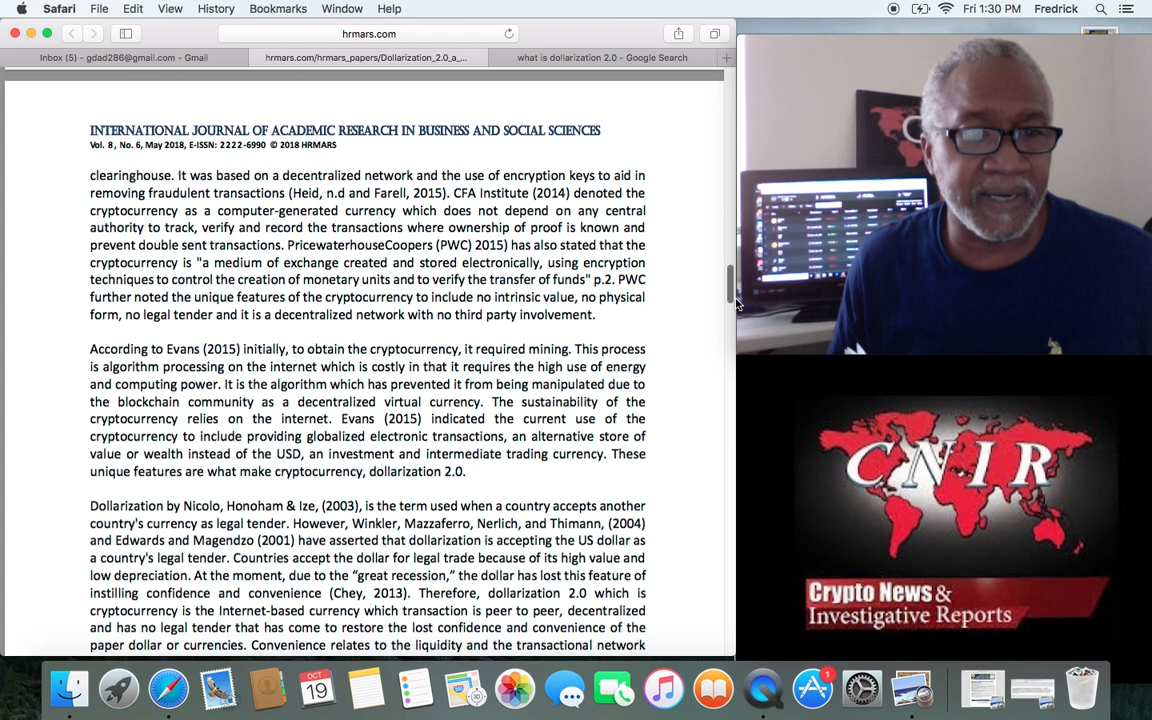 Safari File Edit View History Bookmarks Window Help Fri 1:30 PM Fredrick
hrmars.com
Inbox (5) - gdad286@gmail.com - Gmail
hrmars.com/hrmars_papers/Dollarization_2.0_a_...
what is dollarization 2.0 - Google Search
INTERNATIONAL JOURNAL OF ACADEMIC RESEARCH IN BUSINESS AND SOCIAL SCIENCES
Vol. 8 , No. 6, May 2018, E-ISSN: 2222-6990 © 2018 HRMARS
clearinghouse. It was based on a decentralized network and the use of encryption keys to aid in
removing fraudulent transactions (Heid, n.d and Farell, 2015). CFA Institute (2014) denoted the
cryptocurrency as a computer-generated currency which does not depend on any central
authority to track, verify and record the transactions where ownership of proof is known and
prevent double sent transactions. PricewaterhouseCoopers (PWC) 2015) has also stated that the
cryptocurrency is "a medium of exchange created and stored electronically, using encryption
techniques to control the creation of monetary units and to verify the transfer of funds" p.2. PWC
further noted the unique features of the cryptocurrency to include no intrinsic value, no physical
form, no legal tender and it is a decentralized network with no third party involvement.
According to Evans (2015) initially, to obtain the cryptocurrency, it required mining. This process
is algorithm processing on the internet which is costly in that it requires the high use of energy
and computing power. It is the algorithm which has prevented it from being manipulated due to
the blockchain community as a decentralized virtual currency. The sustainability of the
cryptocurrency relies on the internet. Evans (2015) indicated the current use of the
cryptocurrency to include providing globalized electronic transactions, an alternative store of
value or wealth instead of the USD, an investment and intermediate trading currency. These
unique features are what make cryptocurrency, dollarization 2.0.
Dollarization by Nicolo, Honoham & Ize, (2003), is the term used when a country accepts another
country's currency as legal tender. However, Winkler, Mazzaferro, Nerlich, and Thimann, (2004)
and Edwards and Magendzo (2001) have asserted that dollarization is accepting the US dollar as
a country's legal tender. Countries accept the dollar for legal trade because of its high value and
low depreciation. At the moment, due to the “great recession,” the dollar has lost this feature of
instilling confidence and convenience (Chey, 2013). Therefore, dollarization 2.0 which is
cryptocurrency is the Internet-based currency which transaction is peer to peer, decentralized
and has no legal tender that has come to restore the lost confidence and convenience of the
paper dollar or currencies. Convenience relates to the liquidity and the transactional network
CNIR
Crypto News &
Investigative Reports
OCT
19
1